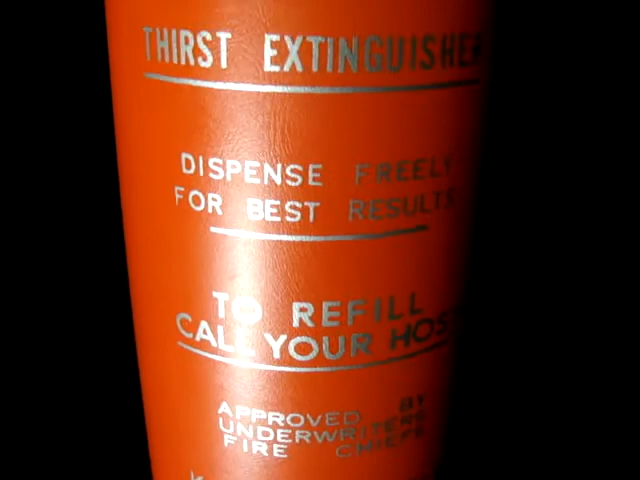 THIRST EXTINGUISHER
DISPENSE FREELY
FOR BEST RESULTS
TO REFILL
CALL YOUR HOST
APPROVED BY
UNDERWRITERS
FIRE CHIEFS